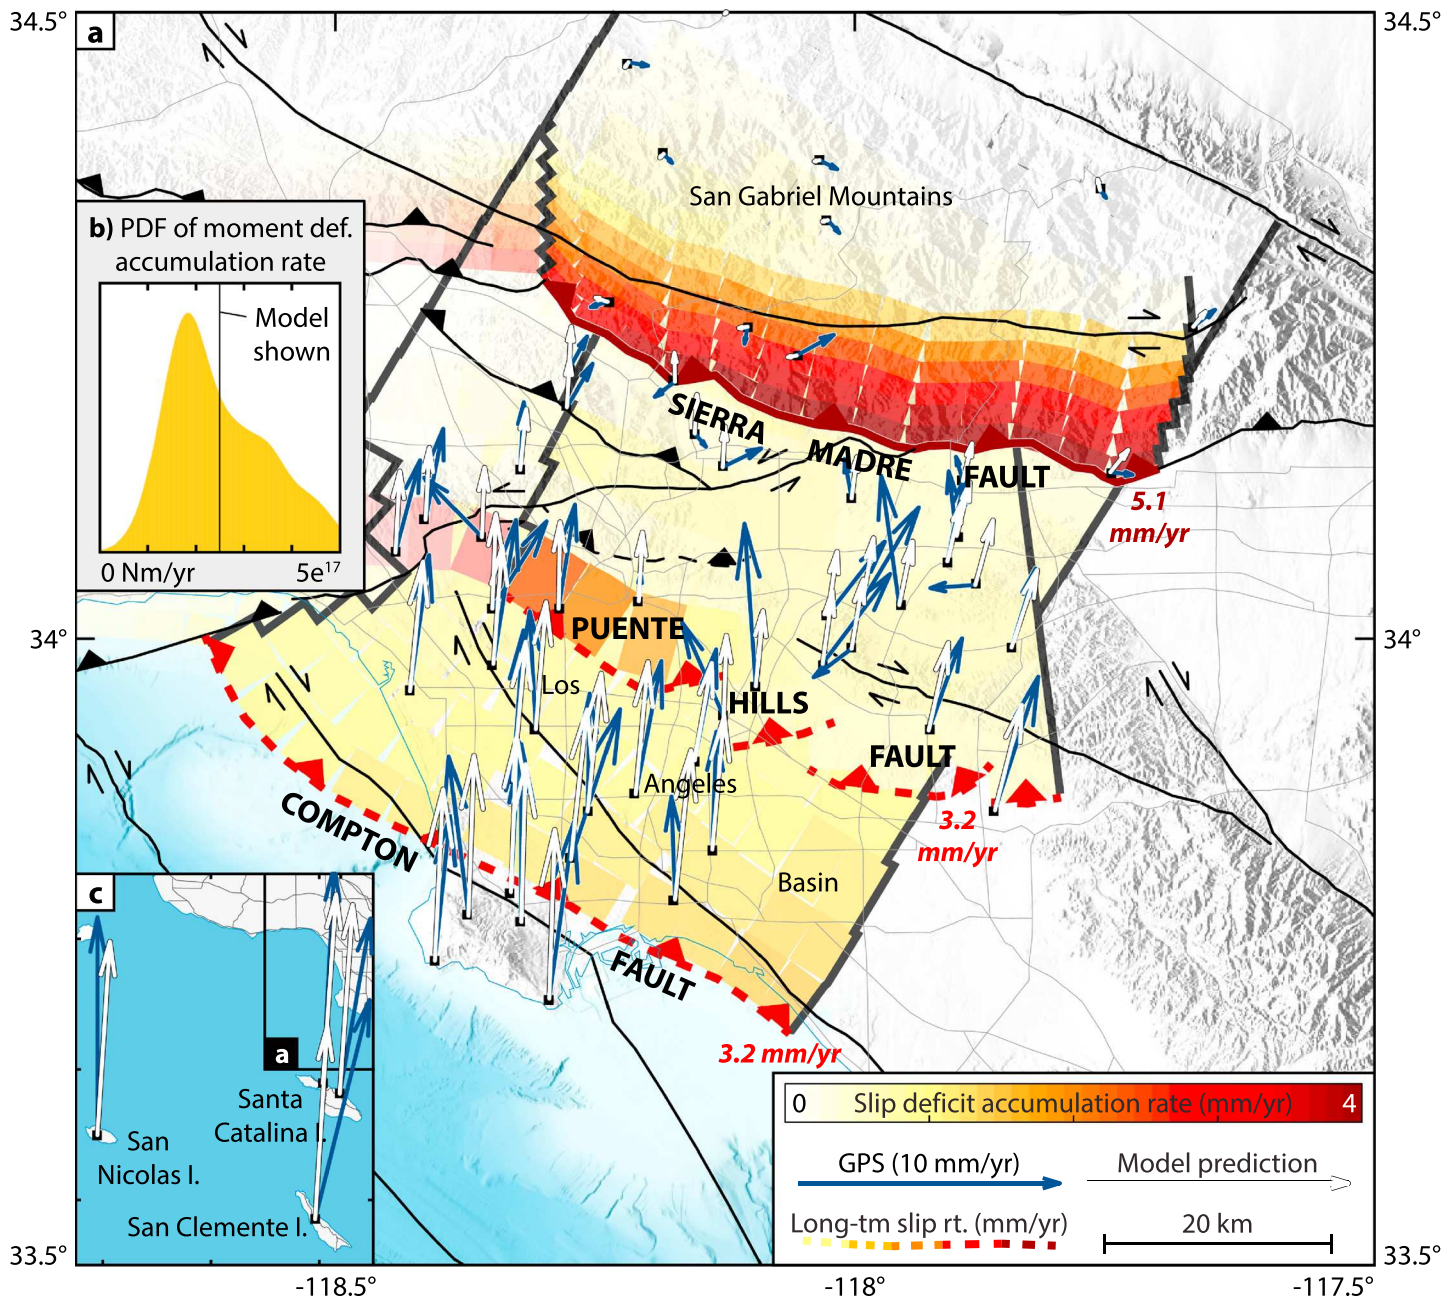 34.5°
a
34.5°
San Gabriel Mountains
b) PDF of moment def.
accumulation rate
Model
shown
0 Nm/yr
5e17
SIERRA
MADRE
FAULT
5.1
mm/yr
34°
34°
PUENTE
Los
HILLS
FAULT
Angeles
3.2
mm/yr
COMPTON
Basin
c
FAULT
3.2 mm/yr
a
Santa
Catalina I.
San
Nicolas I.
San Clemente I.
0
Slip deficit accumulation rate (mm/yr)
4
GPS (10 mm/yr)
Model prediction
Long-tm slip rt. (mm/yr)
20 km
33.5°
33.5°
-118.5°
-118°
-117.5°